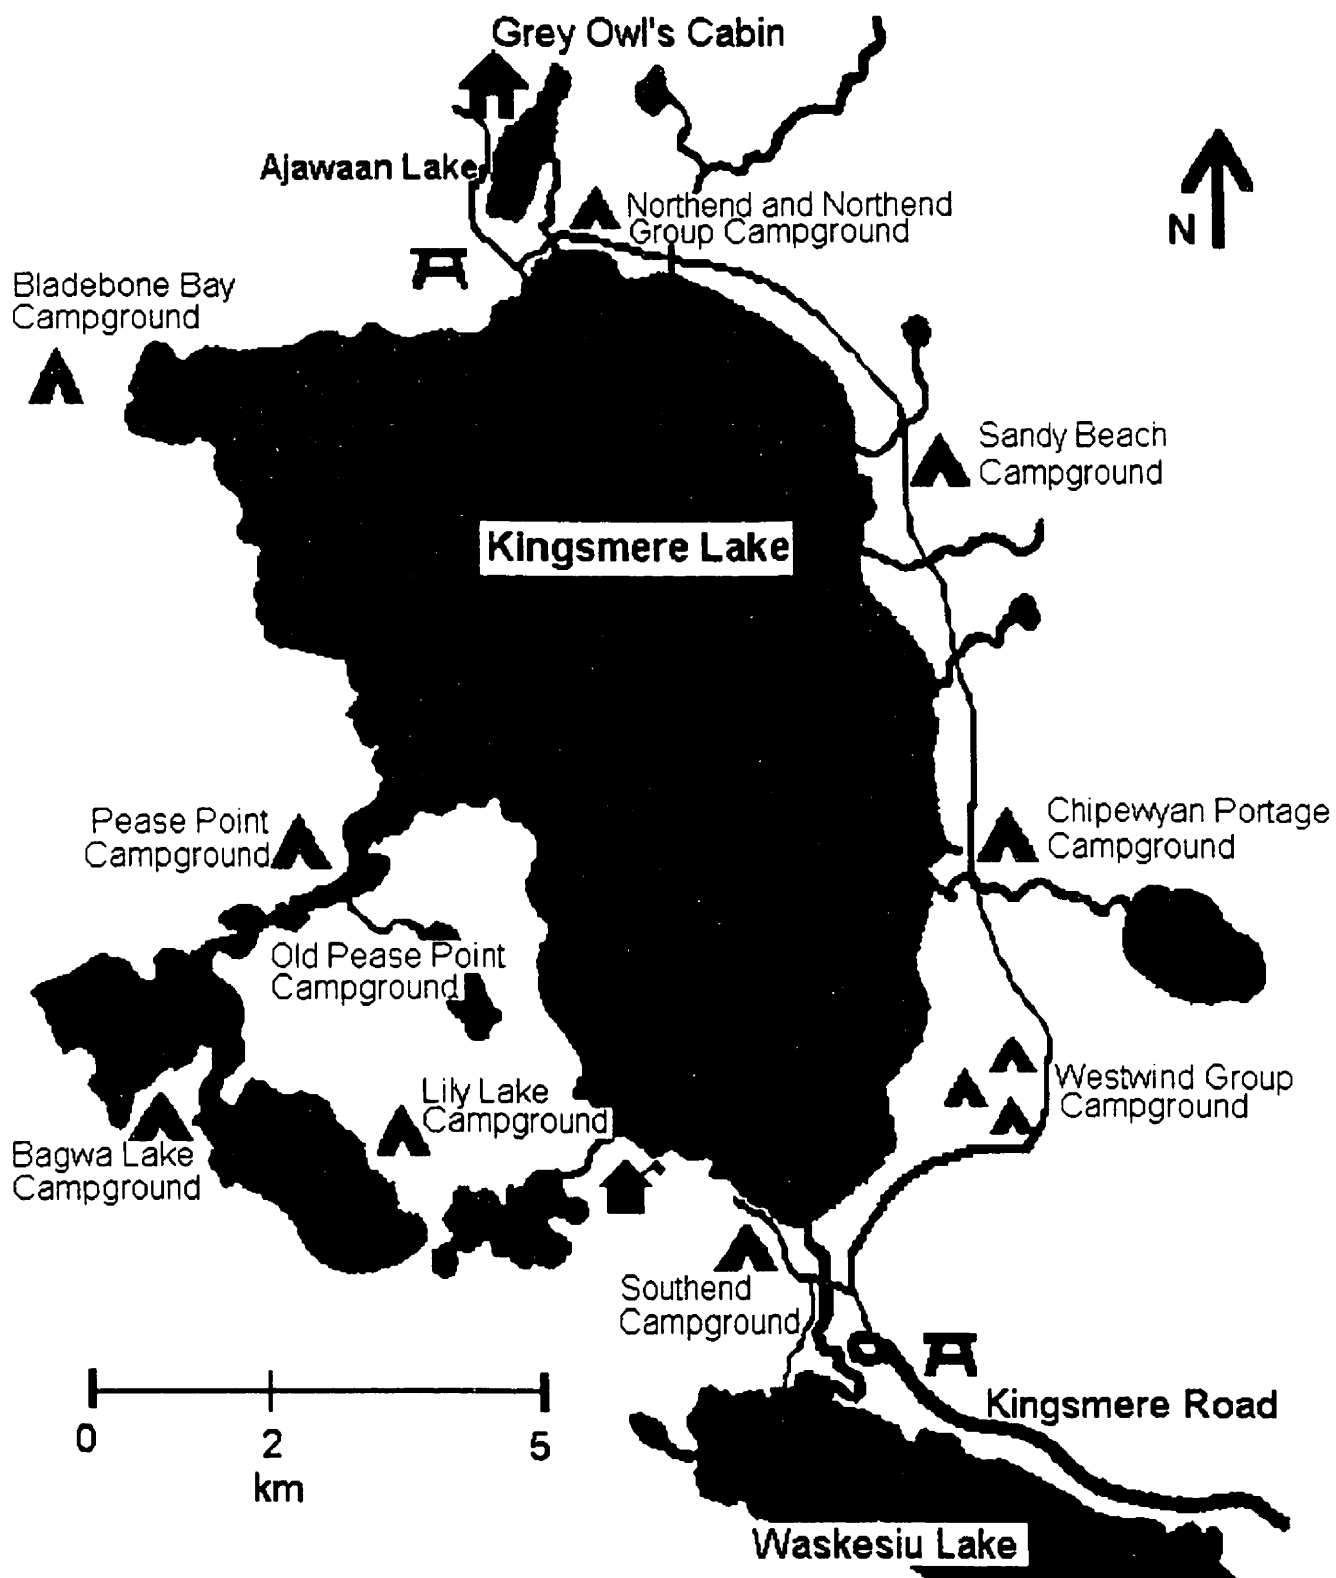 Grey Owl's Cabin
Ajawaan Lake
N
Northend and Northend
Group Campground
Bladebone Bay
Campground
Sandy Beach
Campground
Kingsmere Lake
Pease Point
Campground
Chipewyan Portage
Campground
Old Pease Point
Campground
Westwind Group
Campground
Lily Lake
Campground
Bagwa Lake
Campground
Southend
Campground
0 2 5
km
Kingsmere Road
Waskesiu Lake